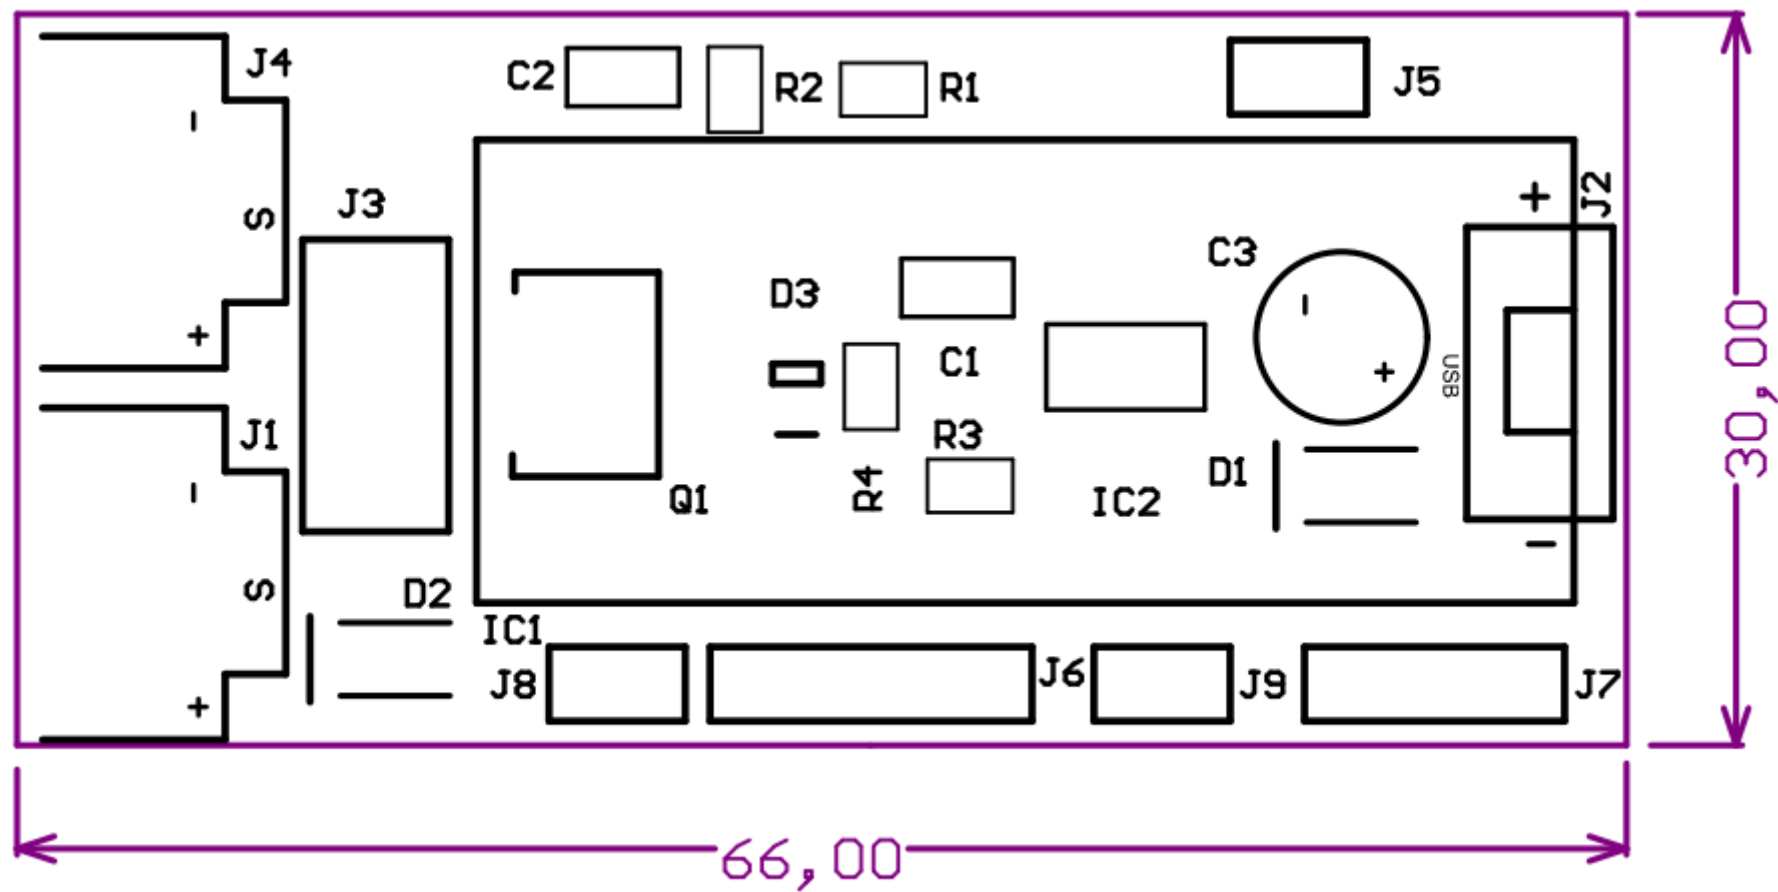 J4
C2
R2
R1
J5
-
+
J2
J3
S
C3
D3
-
+
C1
USB
+
30,00
J1
R3
D1
-
R4
Q1
IC2
-
S
D2
IC1
J8
J6
J9
J7
+
66,00